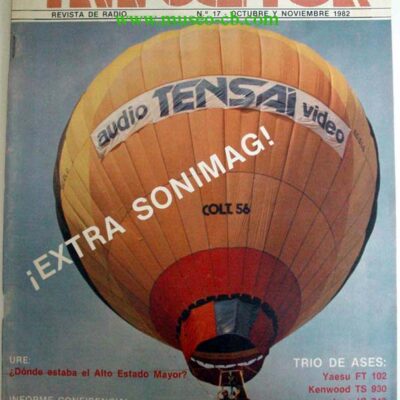 www.museo-cb.com
REVISTA DE RADIO N.º 17 - OCTUBRE Y NOVIEMBRE 1982
audio TENSAI video
¡EXTRA SONIMAG!
COLT. 56
URE:
¿Dónde estaba el Alto Estado Mayor?
TRIO DE ASES:
Yaesu FT 102
Kenwood TS 930